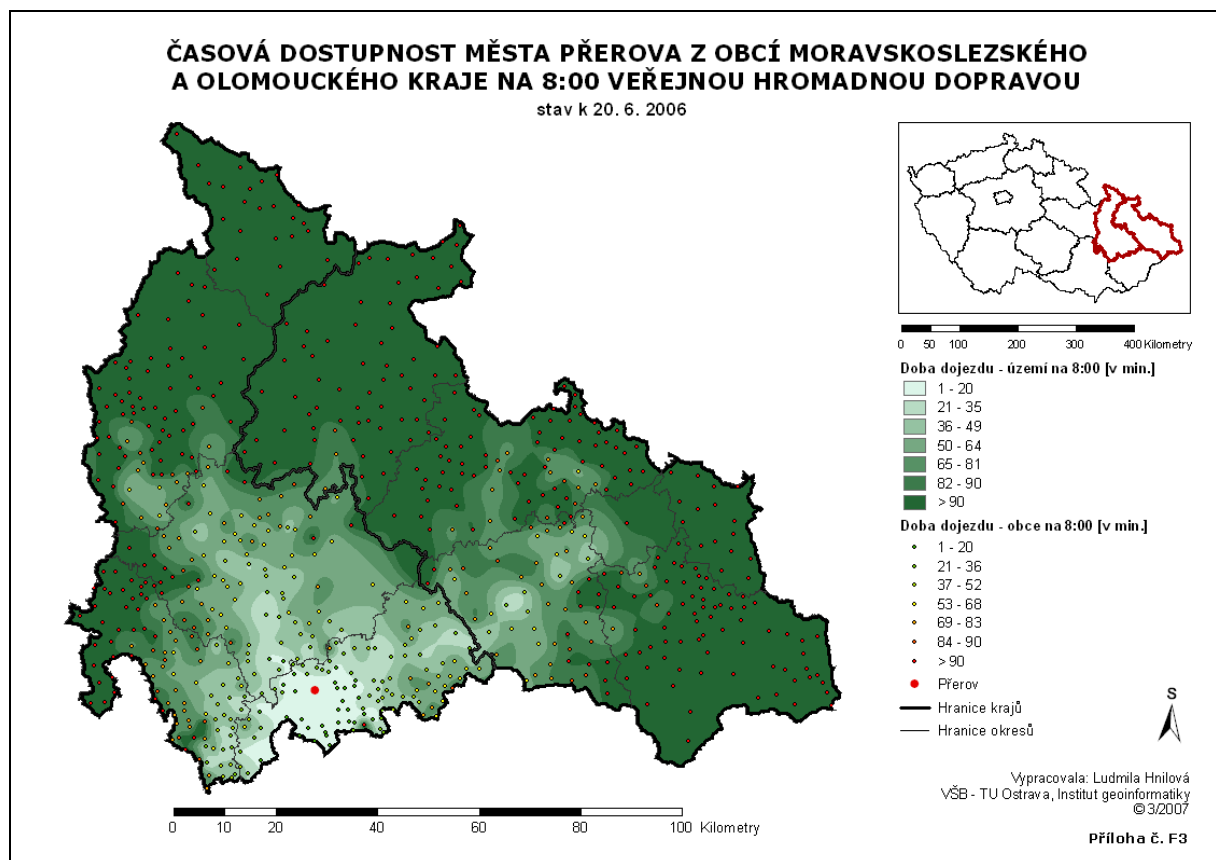 ČASOVÁ DOSTUPNOST MĚSTA PŘEROVA Z OBCÍ MORAVSKOSLEZSKÉHO
A OLOMOUCKÉHO KRAJE NA 8:00 VEŘEJNOU HROMADNOU DOPRAVOU
stav k 20. 6. 2006
0 50 100 200 300 400 Kilometry
Doba dojezdu - území na 8:00 [v min.]
1 - 20
21 - 35
36 - 49
50 - 64
65 - 81
82 - 90
> 90
Doba dojezdu - obce na 8:00 [v min.]
1 - 20
21 - 36
37 - 52
53 - 68
69 - 83
84 - 90
> 90
Přerov
Hranice krajů
Hranice okresů
S
0 10 20 40 60 80 100 Kilometry
Vypracovala: Ludmila Hnilová
VŠB - TU Ostrava, Institut geoinformatiky
© 3/2007
Příloha č. F3